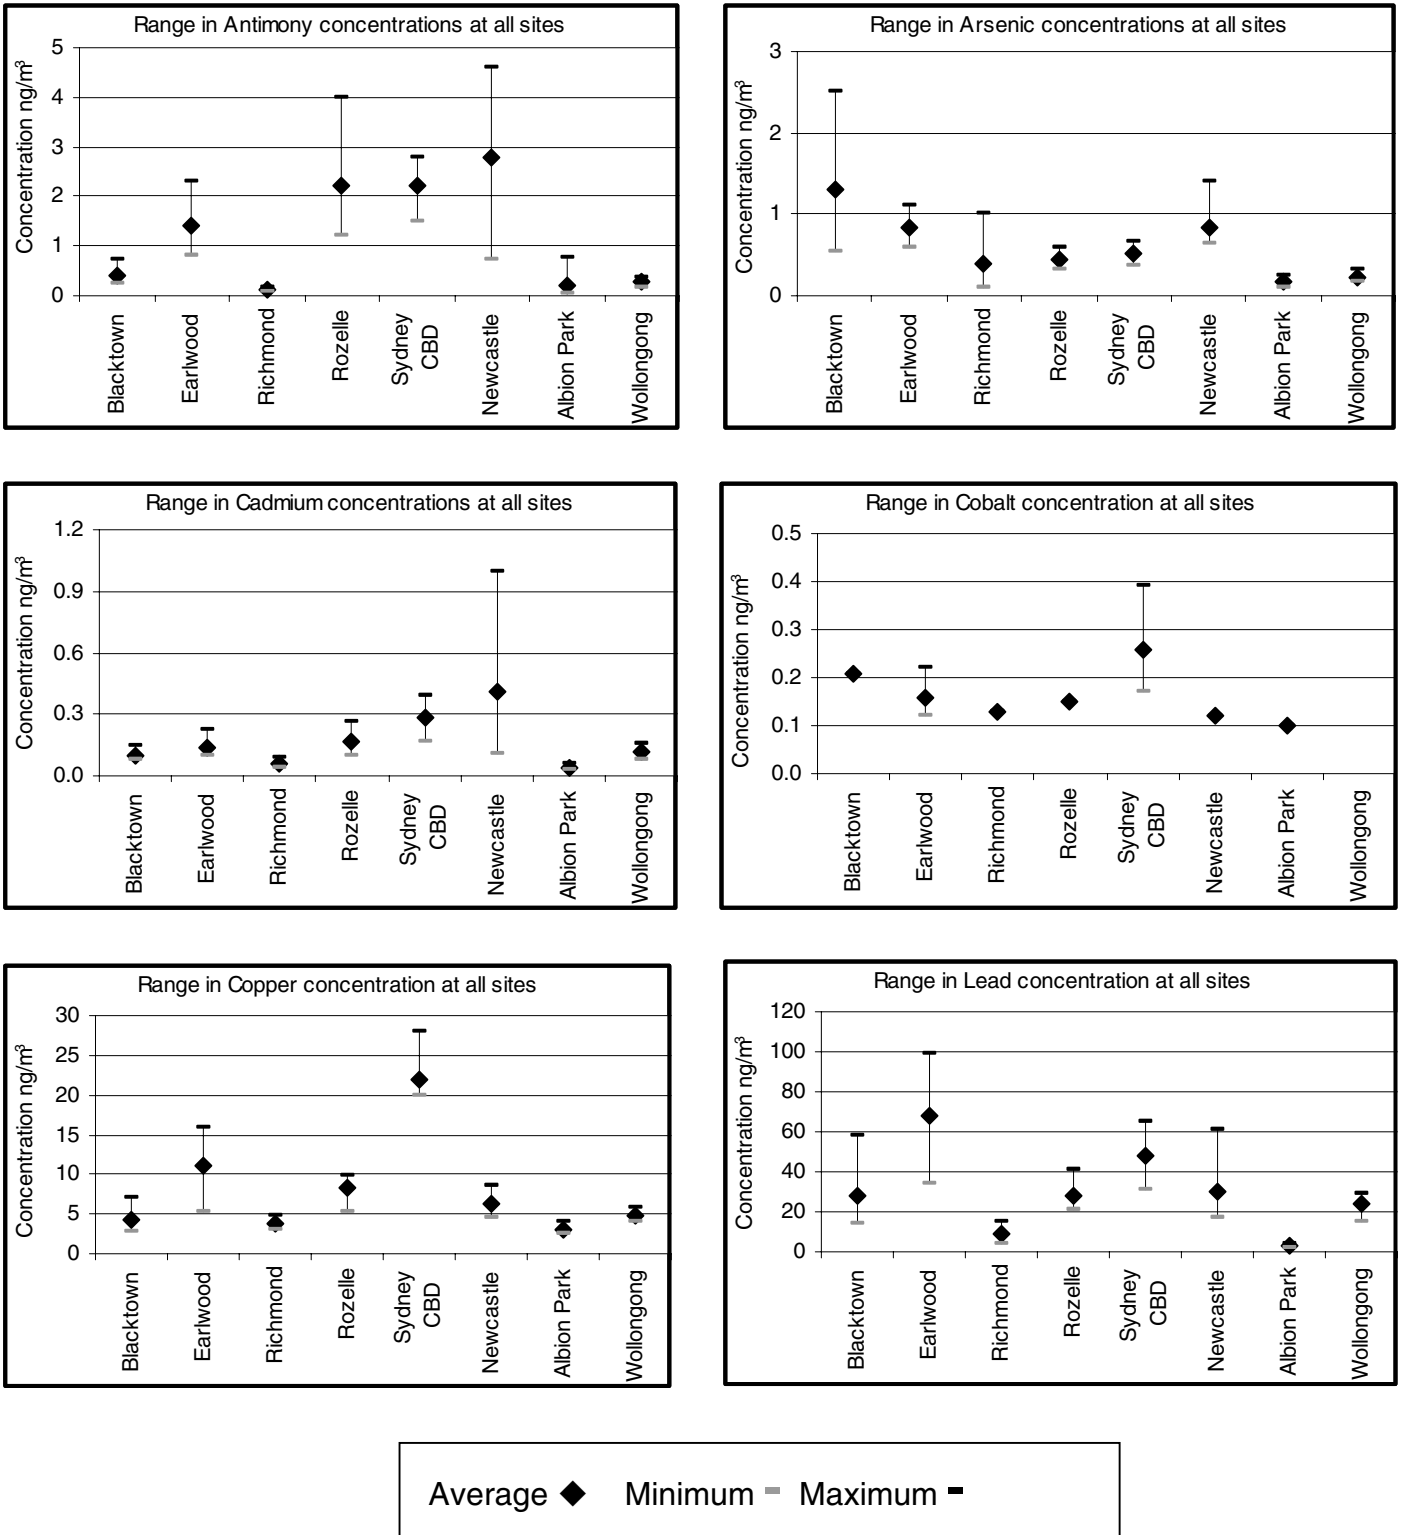 Range in Antimony concentrations at all sites
Concentration ng/m³
5
4
3
2
1
0
Blacktown
Earlwood
Richmond
Rozelle
Sydney
CBD
Newcastle
Albion Park
Wollongong
Range in Arsenic concentrations at all sites
Concentration ng/m³
3
2
1
0
Blacktown
Earlwood
Richmond
Rozelle
Sydney
CBD
Newcastle
Albion Park
Wollongong
Range in Cadmium concentrations at all sites
Concentration ng/m³
1.2
0.9
0.6
0.3
0.0
Blacktown
Earlwood
Richmond
Rozelle
Sydney
CBD
Newcastle
Albion Park
Wollongong
Range in Cobalt concentration at all sites
Concentration ng/m³
0.5
0.4
0.3
0.2
0.1
0.0
Blacktown
Earlwood
Richmond
Rozelle
Sydney
CBD
Newcastle
Albion Park
Wollongong
Range in Copper concentration at all sites
Concentration ng/m³
30
25
20
15
10
5
0
Blacktown
Earlwood
Richmond
Rozelle
Sydney
CBD
Newcastle
Albion Park
Wollongong
Range in Lead concentration at all sites
Concentration ng/m³
120
100
80
60
40
20
0
Blacktown
Earlwood
Richmond
Rozelle
Sydney
CBD
Newcastle
Albion Park
Wollongong
Average Minimum Maximum